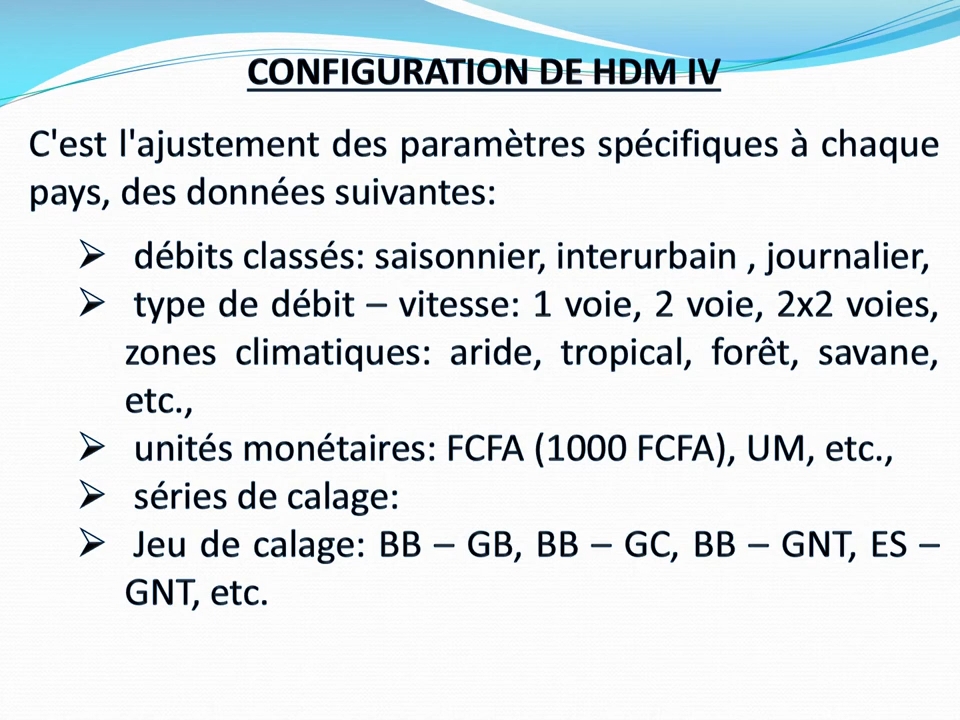 CONFIGURATION DE HDM IV
C'est l'ajustement des paramètres spécifiques à chaque
pays, des données suivantes:
➢ débits classés: saisonnier, interurbain , journalier,
➢ type de débit – vitesse: 1 voie, 2 voie, 2x2 voies,
zones climatiques: aride, tropical, forêt, savane,
etc.,
➢ unités monétaires: FCFA (1000 FCFA), UM, etc.,
➢ séries de calage:
➢ Jeu de calage: BB – GB, BB – GC, BB – GNT, ES –
GNT, etc.